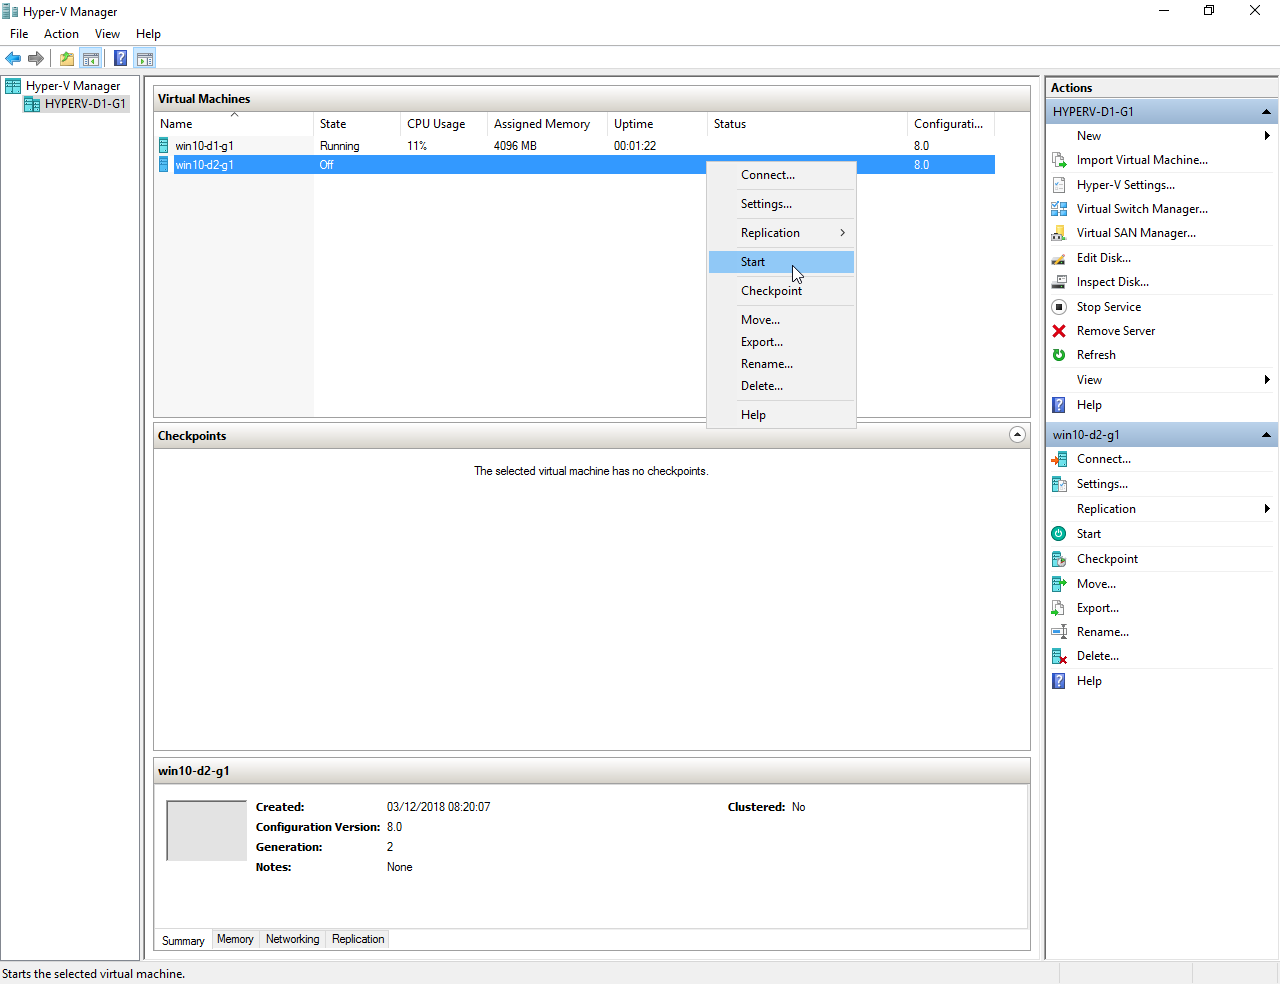 Hyper-V Manager
File Action View Help
Hyper-V Manager
HYPERV-D1-G1
Virtual Machines
Name State CPU Usage Assigned Memory Uptime Status Configurati...
win10-d1-g1 Running 11% 4096 MB 00:01:22 8.0
win10-d2-g1 Off 8.0
Connect...
Settings...
Replication
Start
Checkpoint
Move...
Export...
Rename...
Delete...
Help
Checkpoints
The selected virtual machine has no checkpoints.
win10-d2-g1
Created: 03/12/2018 08:20:07 Clustered: No
Configuration Version: 8.0
Generation: 2
Notes: None
Summary Memory Networking Replication
Actions
HYPERV-D1-G1
New
Import Virtual Machine...
Hyper-V Settings...
Virtual Switch Manager...
Virtual SAN Manager...
Edit Disk...
Inspect Disk...
Stop Service
Remove Server
Refresh
View
Help
win10-d2-g1
Connect...
Settings...
Replication
Start
Checkpoint
Move...
Export...
Rename...
Delete...
Help
Starts the selected virtual machine.